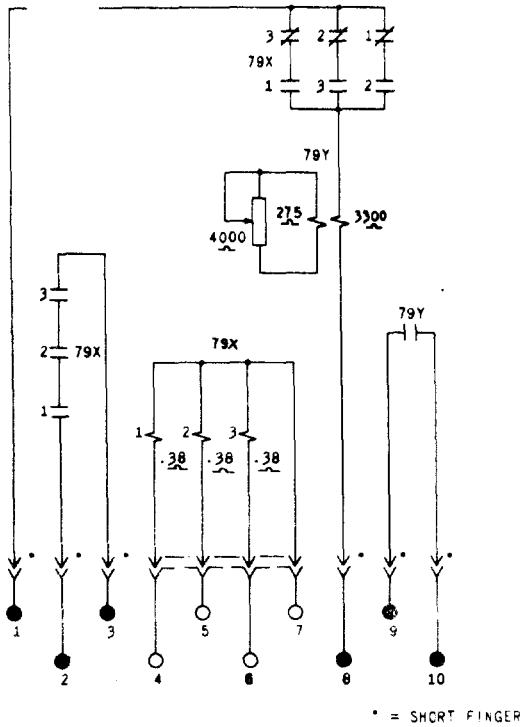 3 2 1
79X
1 3 2
79Y
275 3300
4000
3
79Y
2 79X
79X
1
1 2 3
.38 .38 .38
* * * * * *
1 3 5 7 9
2 4 6 8 10
* = SHORT FINGER